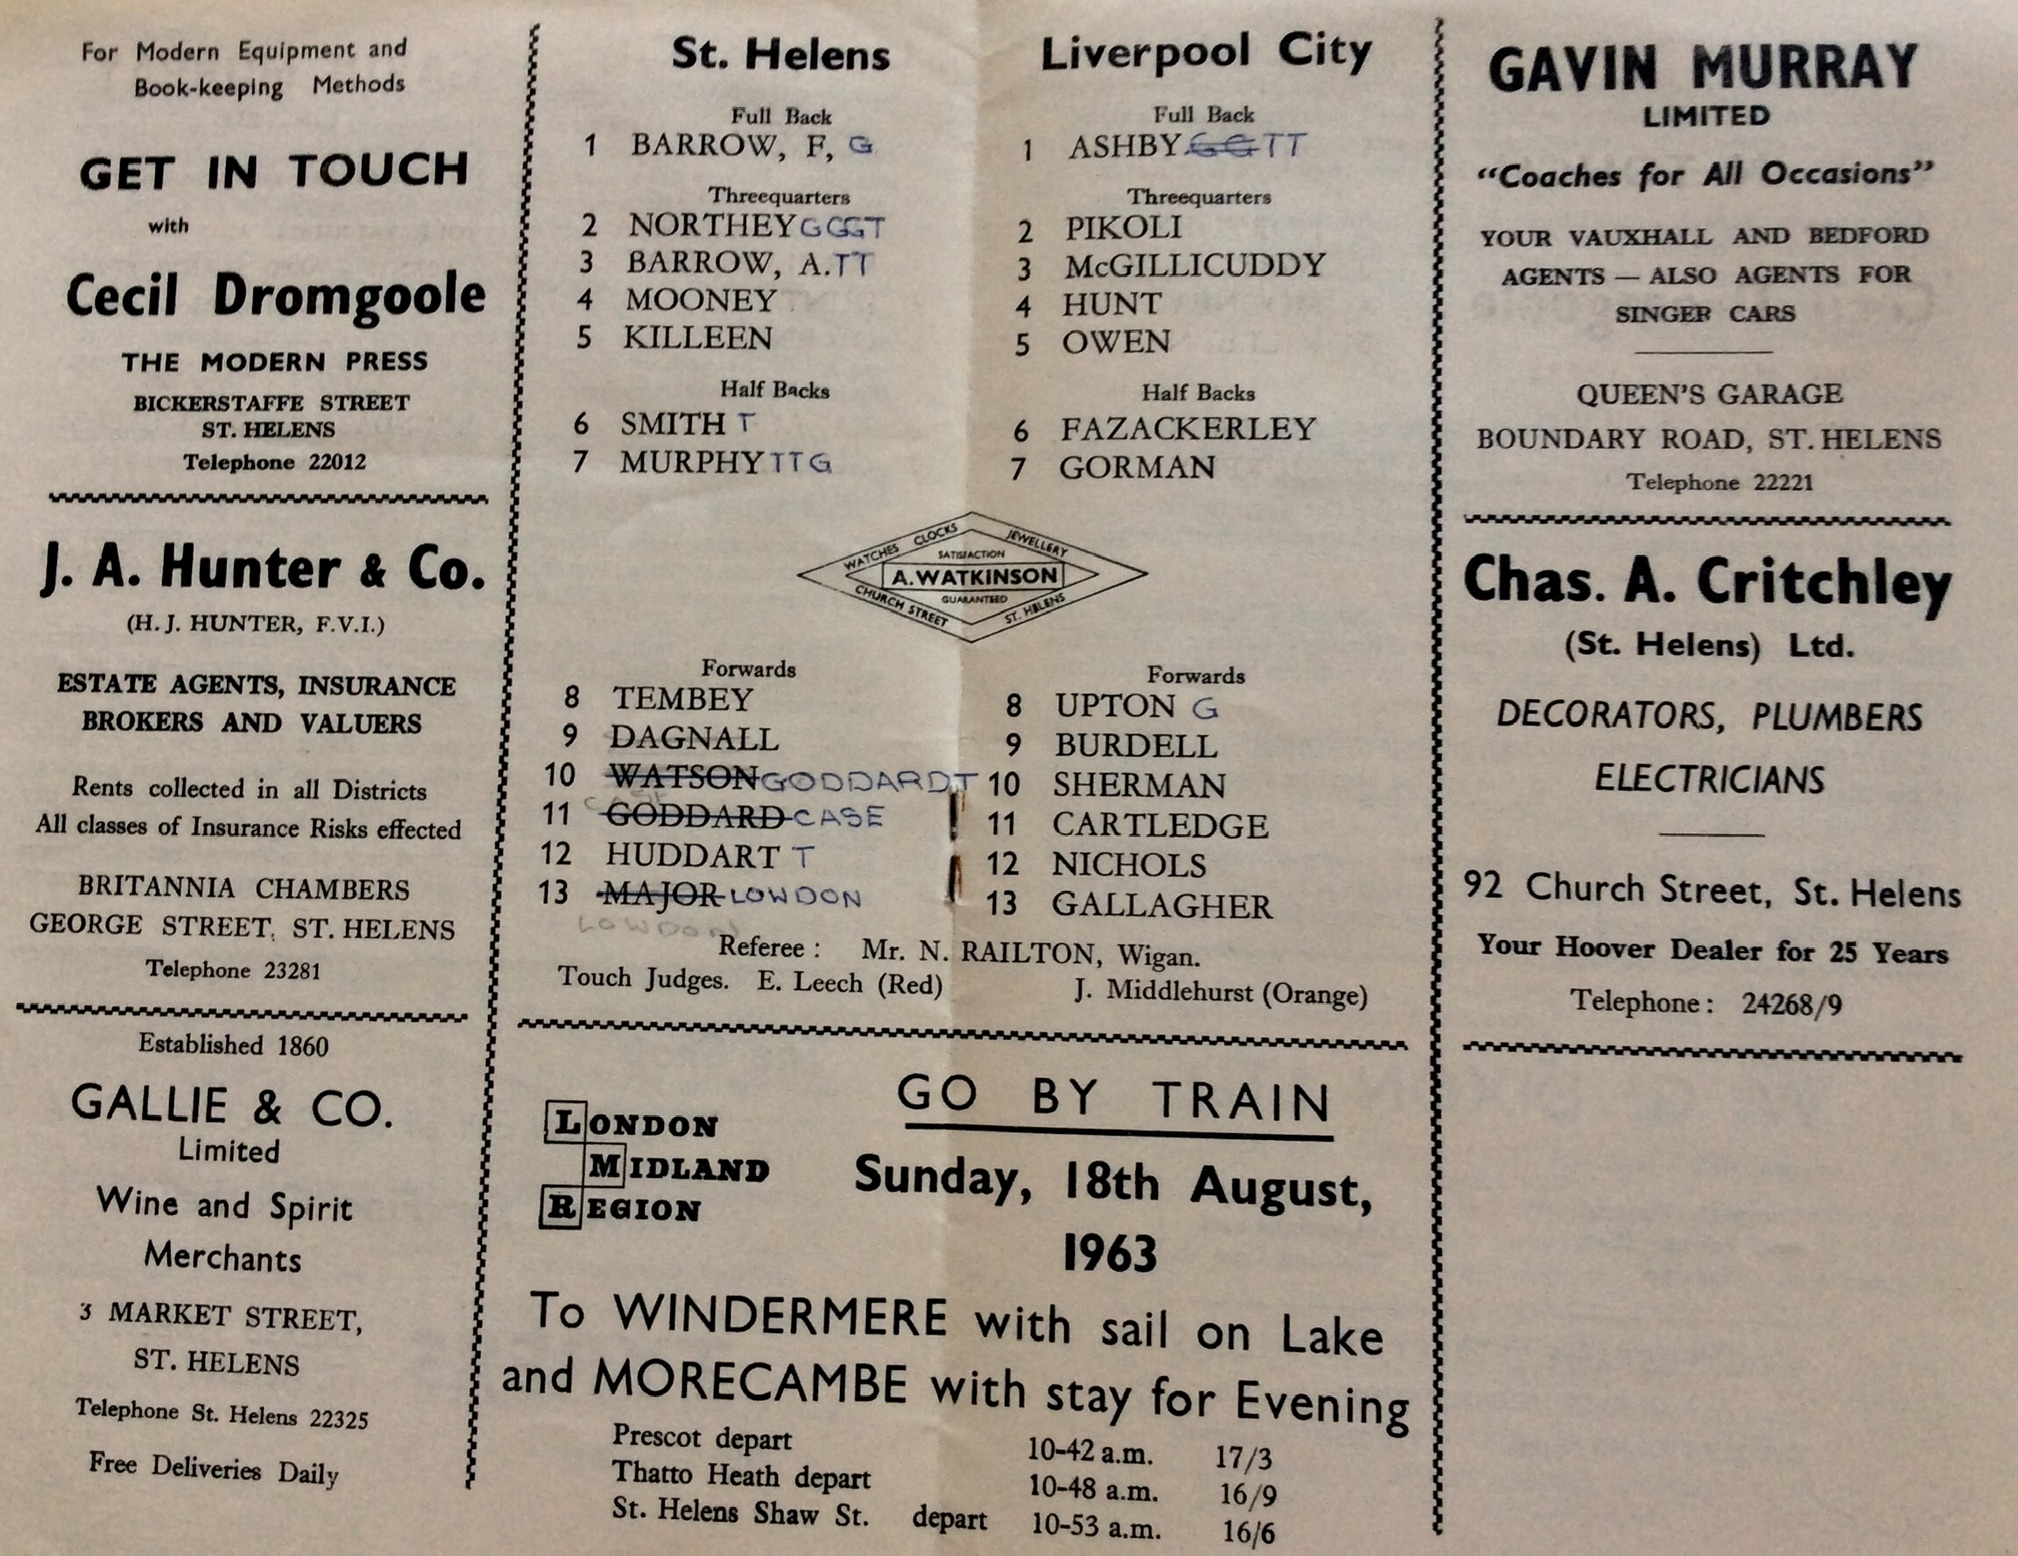 For Modern Equipment and
Book-keeping Methods
GET IN TOUCH
with
Cecil Dromgoole
THE MODERN PRESS
BICKERSTAFFE STREET
ST. HELENS
Telephone 22012
J. A. Hunter & Co.
(H. J. HUNTER, F.V.I.)
ESTATE AGENTS, INSURANCE
BROKERS AND VALUERS
Rents collected in all Districts
All classes of Insurance Risks effected
BRITANNIA CHAMBERS
GEORGE STREET, ST. HELENS
Telephone 23281
Established 1860
GALLIE & CO.
Limited
Wine and Spirit
Merchants
3 MARKET STREET,
ST. HELENS
Telephone St. Helens 22325
Free Deliveries Daily
St. Helens
Full Back
1 BARROW, F, G
Threequarters
2 NORTHEY GGGT
3 BARROW, A. TT
4 MOONEY
5 KILLEEN
Half Backs
6 SMITH T
7 MURPHY TTG
Liverpool City
Full Back
1 ASHBY GG TT
Threequarters
2 PIKOLI
3 McGILLICUDDY
4 HUNT
5 OWEN
Half Backs
6 FAZACKERLEY
7 GORMAN
WATCHES CLOCKS JEWELLERY
SATISFACTION
A. WATKINSON
GUARANTEED
CHURCH STREET ST. HELENS
Forwards
8 TEMBEY
9 DAGNALL
10 WATSON GODDARD T
CASE
11 GODDARD CASE
12 HUDDART T
13 MAJOR LOWDON
LOWDON
Forwards
8 UPTON G
9 BURDELL
10 SHERMAN
11 CARTLEDGE
12 NICHOLS
13 GALLAGHER
Referee : Mr. N. RAILTON, Wigan.
Touch Judges. E. Leech (Red) J. Middlehurst (Orange)
LONDON
MIDLAND
REGION
GO BY TRAIN
Sunday, 18th August,
1963
To WINDERMERE with sail on Lake
and MORECAMBE with stay for Evening
Prescot depart 10-42 a.m. 17/3
Thatto Heath depart 10-48 a.m. 16/9
St. Helens Shaw St. depart 10-53 a.m. 16/6
GAVIN MURRAY
LIMITED
"Coaches for All Occasions"
YOUR VAUXHALL AND BEDFORD
AGENTS — ALSO AGENTS FOR
SINGER CARS
QUEEN'S GARAGE
BOUNDARY ROAD, ST. HELENS
Telephone 22221
Chas. A. Critchley
(St. Helens) Ltd.
DECORATORS, PLUMBERS
ELECTRICIANS
92 Church Street, St. Helens
Your Hoover Dealer for 25 Years
Telephone : 24268/9